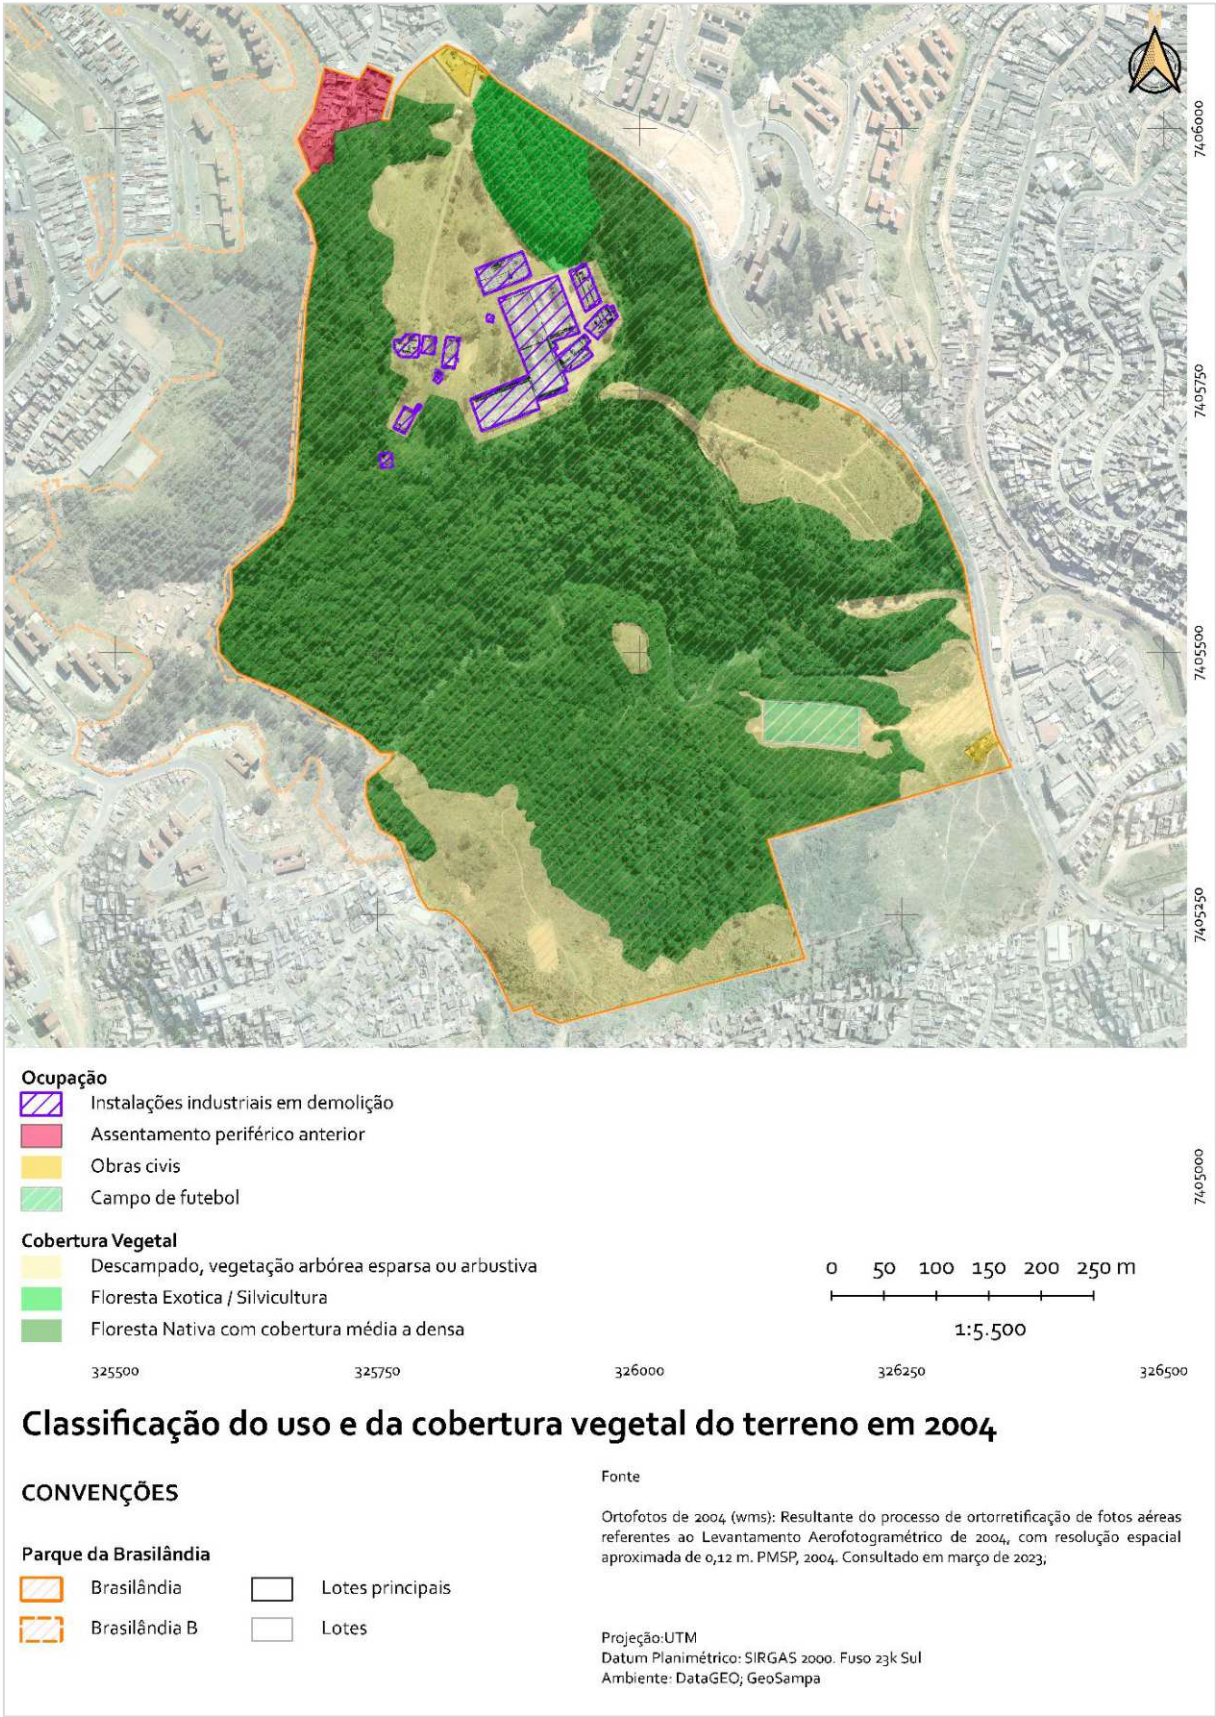 N
7406000
7405750
7405500
7405250
Ocupação
Instalações industriais em demolição
Assentamento periférico anterior
Obras civis
Campo de futebol
7405000
Cobertura Vegetal
Descampado, vegetação arbórea esparsa ou arbustiva
Floresta Exotica / Silvicultura
Floresta Nativa com cobertura média a densa
0 50 100 150 200 250 m
1:5.500
325500 325750 326000 326250 326500
Classificação do uso e da cobertura vegetal do terreno em 2004
CONVENÇÕES
Parque da Brasilândia
Brasilândia
Lotes principais
Brasilândia B
Lotes
Fonte
Ortofotos de 2004 (wms): Resultante do processo de ortorretificação de fotos aéreas
referentes ao Levantamento Aerofotogramétrico de 2004, com resolução espacial
aproximada de 0,12 m. PMSP, 2004. Consultado em março de 2023;
Projeção:UTM
Datum Planimétrico: SIRGAS 2000. Fuso 23k Sul
Ambiente: DataGEO; GeoSampa